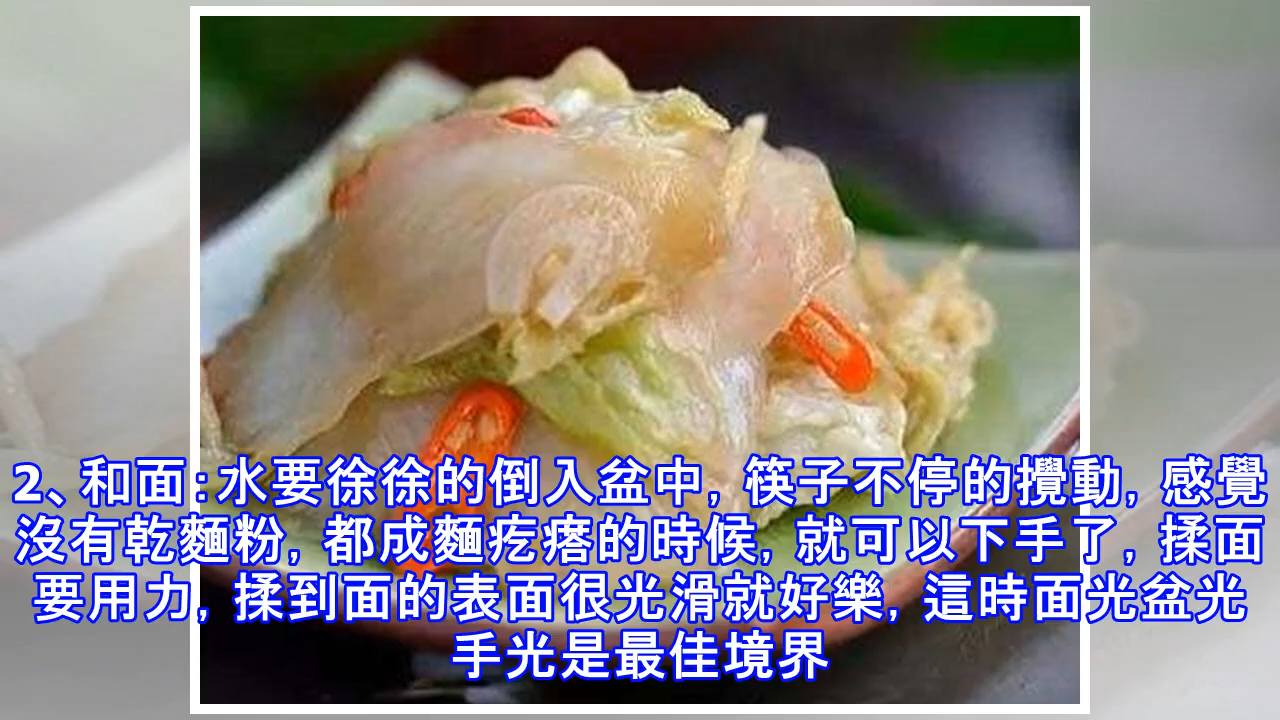 2、和面:水要徐徐的倒入盆中, 筷子不停的攪動, 感覺
沒有乾麵粉, 都成麵疙瘩的時候, 就可以下手了, 揉面
要用力, 揉到面的表面很光滑就好樂, 這時面光盆光
手光是最佳境界